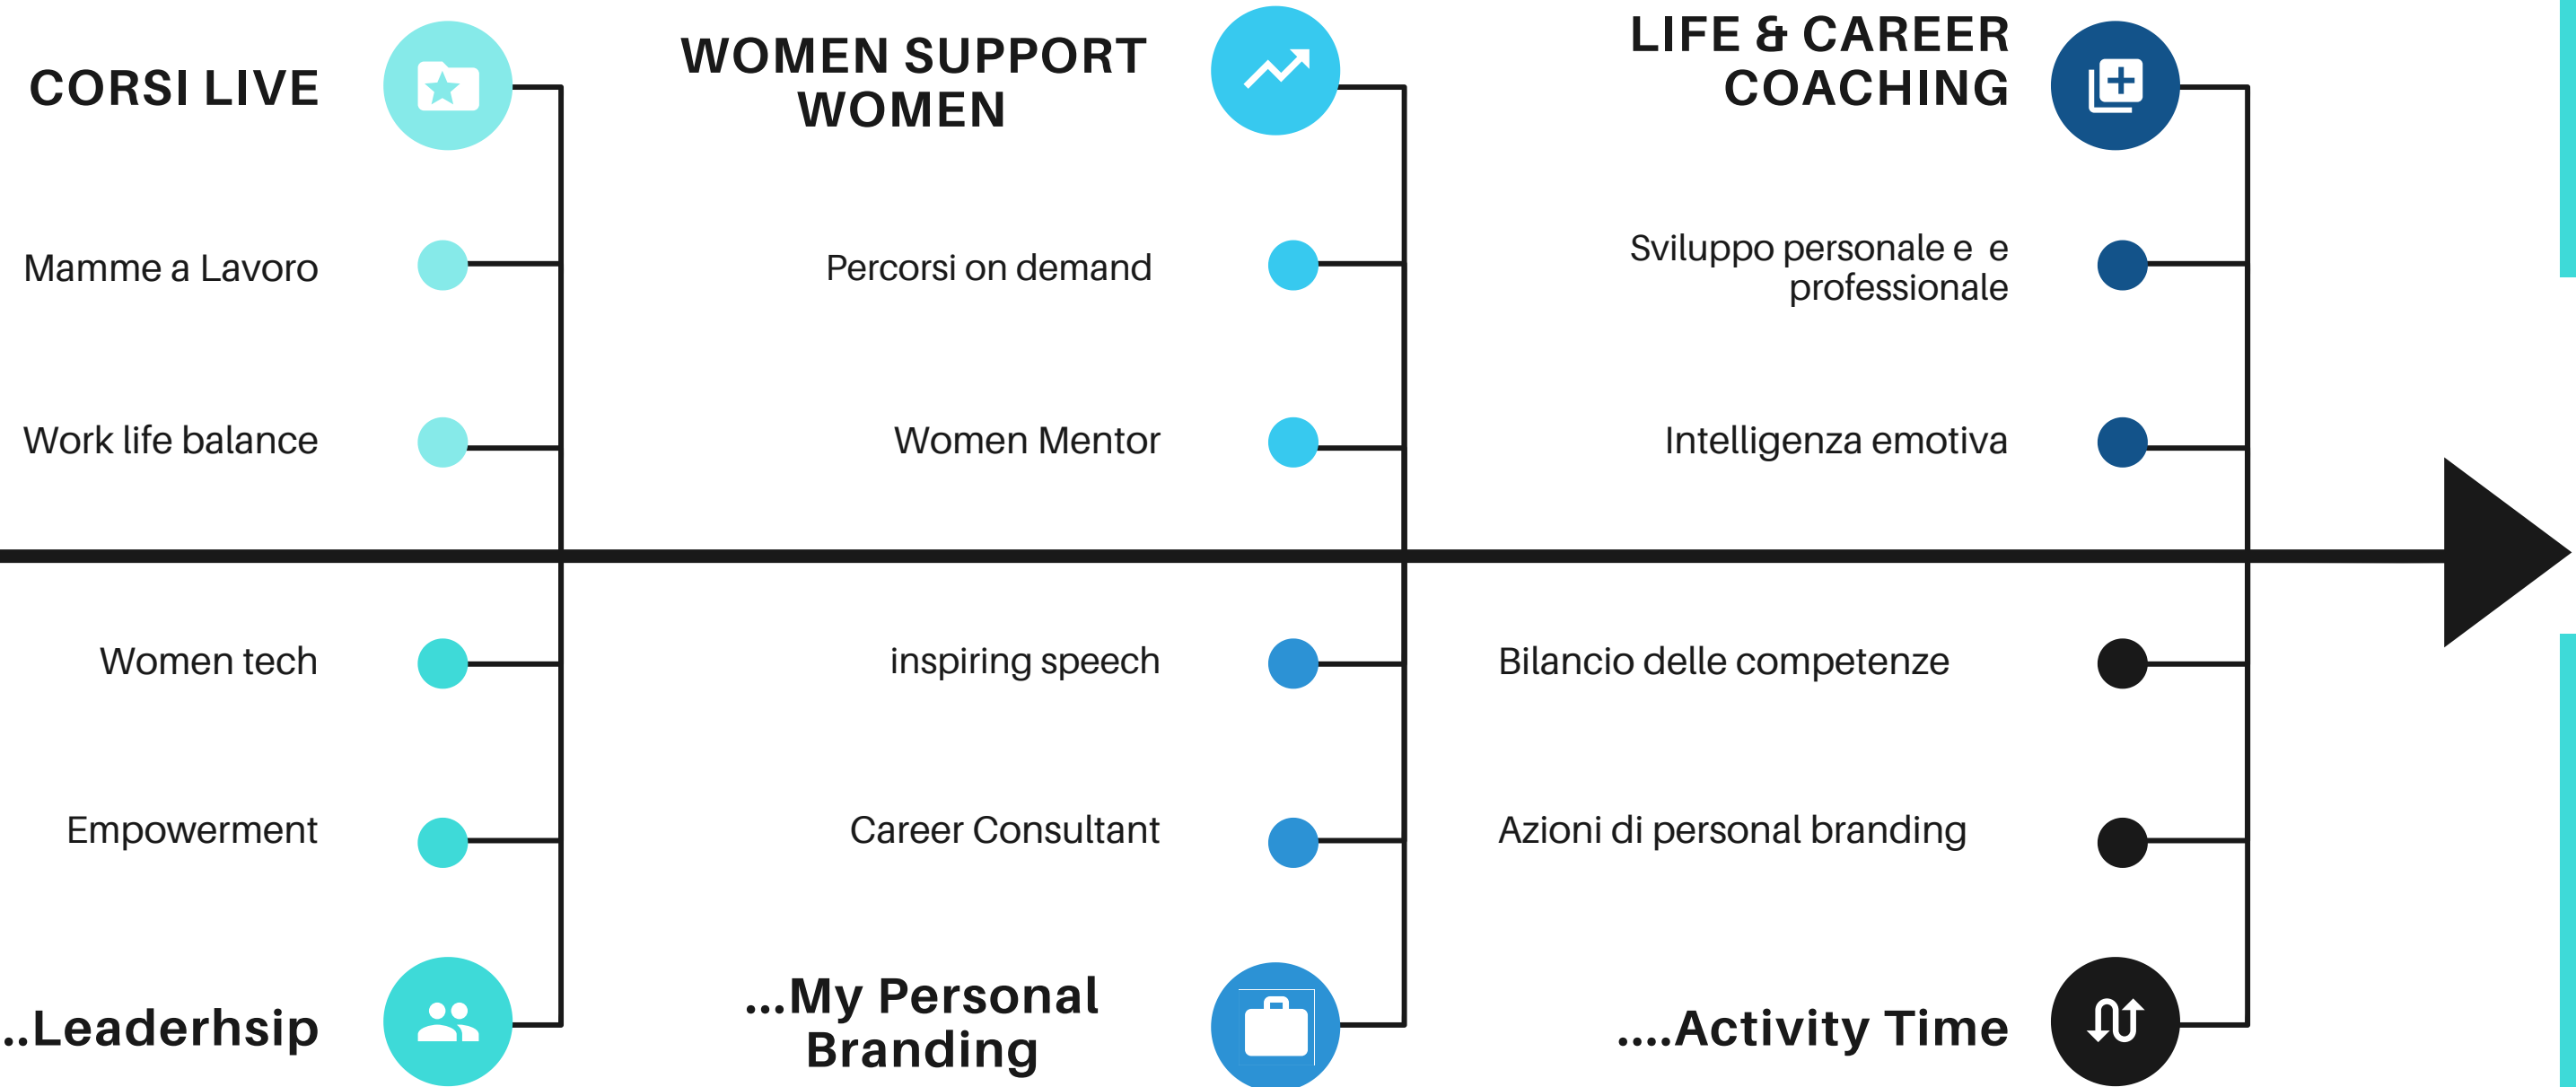 CORSI LIVE
Mamme a Lavoro
Work life balance
Women tech
Empowerment
..Leaderhsip
WOMEN SUPPORT
WOMEN
Percorsi on demand
Women Mentor
inspiring speech
Career Consultant
...My Personal
Branding
LIFE & CAREER
COACHING
Sviluppo personale e  e
professionale
Intelligenza emotiva
Bilancio delle competenze
Azioni di personal branding
....Activity Time